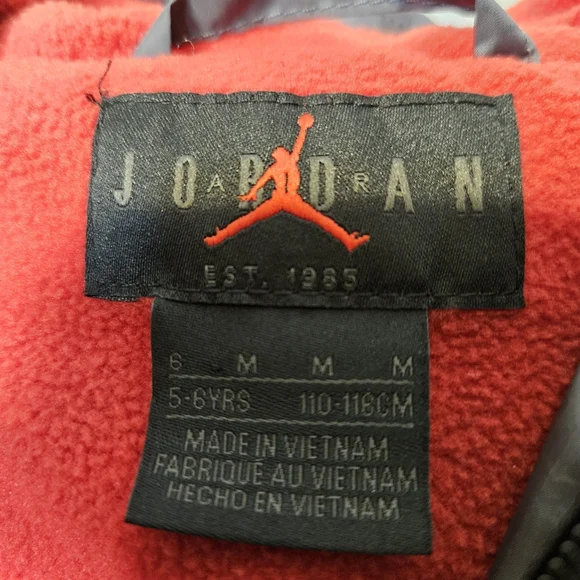 JORDAN
AIR
EST. 1985
6 M M M
5-6YRS 110-116CM
MADE IN VIETNAM
FABRIQUÉ AU VIETNAM
HECHO EN VIETNAM